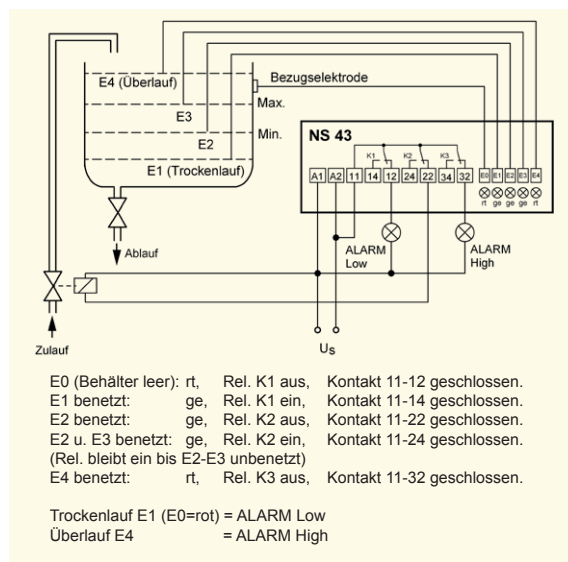 E4 (Überlauf)
Bezugselektrode
Max.
E3
Min.
E2
NS 43
E1 (Trockenlauf)
K1 K2 K3
A1 A2 11 14 12 24 22 34 32 E0 E1 E2 E3 E4
rt ge ge ge rt
Ablauf
ALARM
Low
ALARM
High
Zulauf
Us
E0 (Behälter leer): rt, Rel. K1 aus, Kontakt 11-12 geschlossen.
E1 benetzt: ge, Rel. K1 ein, Kontakt 11-14 geschlossen.
E2 benetzt: ge, Rel. K2 aus, Kontakt 11-22 geschlossen.
E2 u. E3 benetzt: ge, Rel. K2 ein, Kontakt 11-24 geschlossen.
(Rel. bleibt ein bis E2-E3 unbenetzt)
E4 benetzt: rt, Rel. K3 aus, Kontakt 11-32 geschlossen.
Trockenlauf E1 (E0=rot) = ALARM Low
Überlauf E4 = ALARM High